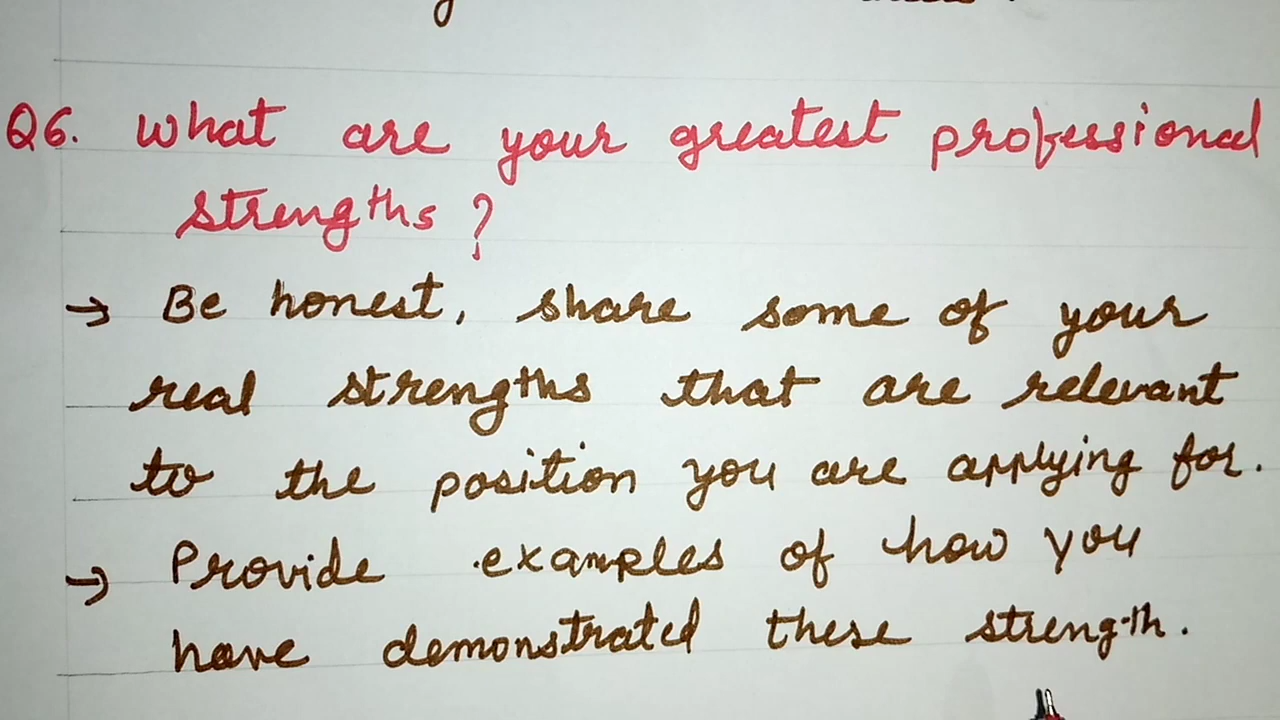 Q6. What are your greatest professional
strengths ?
→ Be honest, share some of your
real strengths that are relevant
to the position you are applying for.
→ Provide examples of how you
have demonstrated these strength.